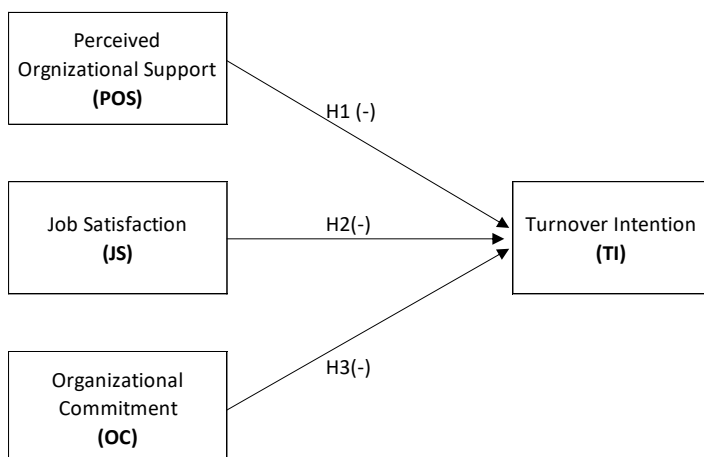 Perceived
Orgnizational Support
(POS)
H1 (-)
Job Satisfaction
(JS)
H2(-)
Turnover Intention
(TI)
H3(-)
Organizational
Commitment
(OC)